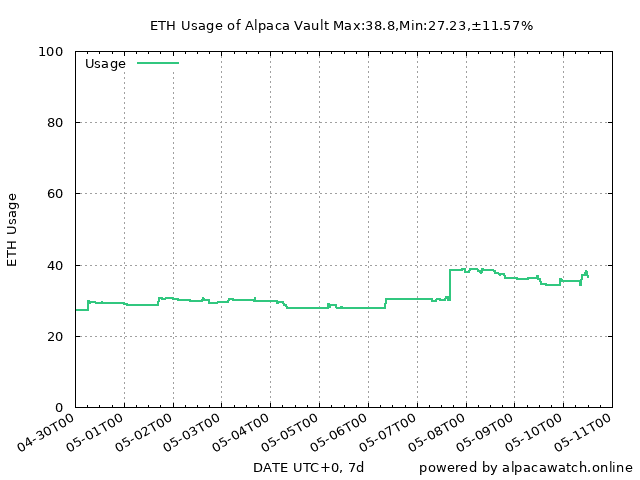 ETH Usage of Alpaca Vault Max:38.8,Min:27.23,±11.57%
Usage
100
80
60
40
20
0
ETH Usage
04-30T00
05-01T00
05-02T00
05-03T00
05-04T00
05-05T00
05-06T00
05-07T00
05-08T00
05-09T00
05-10T00
05-11T00
DATE UTC+0, 7d
powered by alpacawatch.online